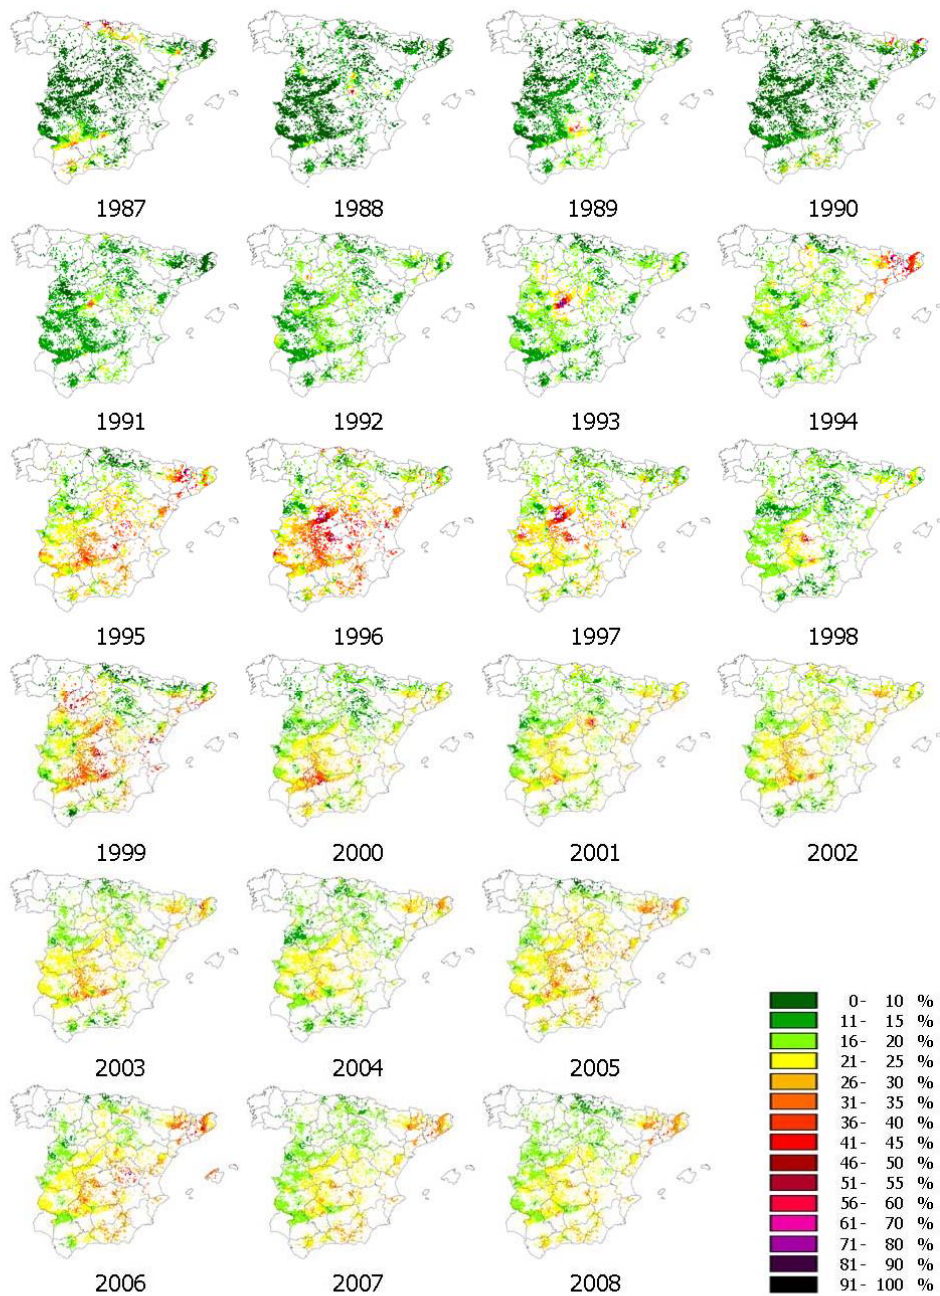 1987 1988 1989 1990
1991 1992 1993 1994
1995 1996 1997 1998
1999 2000 2001 2002
2003 2004 2005
0- 10 %
11- 15 %
16- 20 %
21- 25 %
26- 30 %
31- 35 %
36- 40 %
41- 45 %
46- 50 %
51- 55 %
56- 60 %
61- 70 %
71- 80 %
81- 90 %
91- 100 %
2006 2007 2008